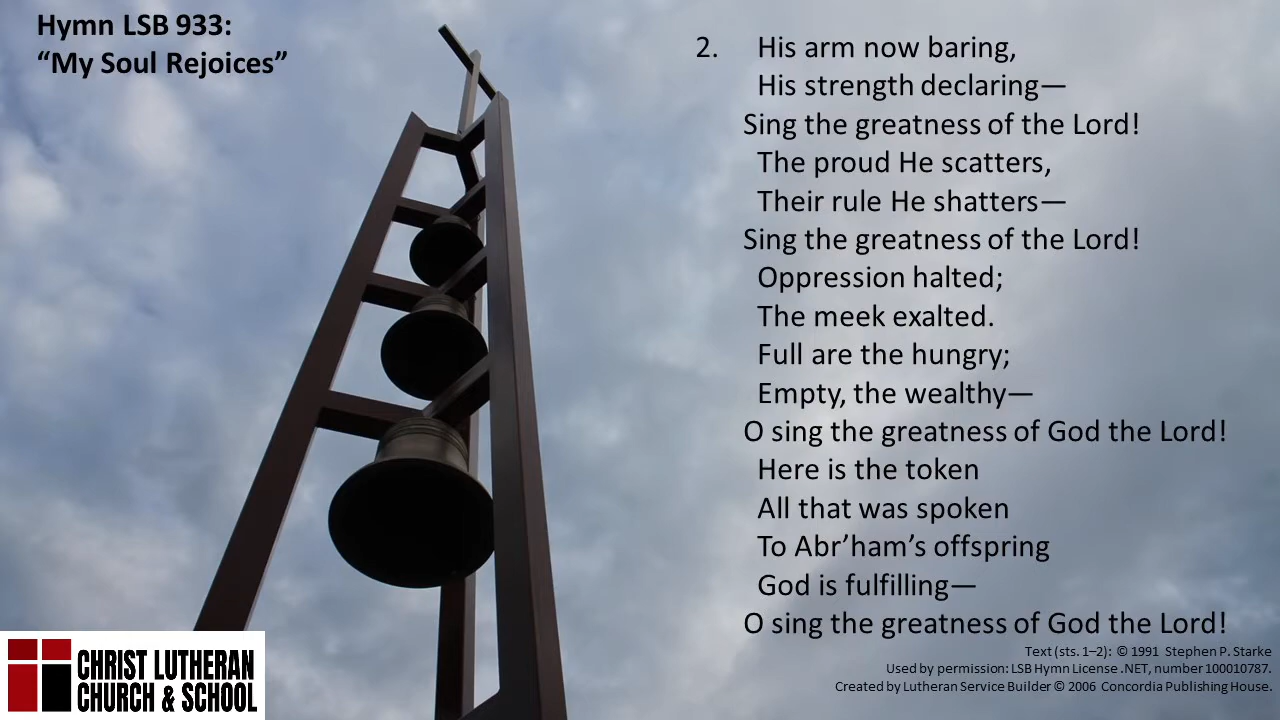 Hymn LSB 933:
“My Soul Rejoices”
2. His arm now baring,
His strength declaring—
Sing the greatness of the Lord!
The proud He scatters,
Their rule He shatters—
Sing the greatness of the Lord!
Oppression halted;
The meek exalted.
Full are the hungry;
Empty, the wealthy—
O sing the greatness of God the Lord!
Here is the token
All that was spoken
To Abr’ham’s offspring
God is fulfilling—
O sing the greatness of God the Lord!
Text (sts. 1–2): © 1991 Stephen P. Starke
Used by permission: LSB Hymn License .NET, number 100010787.
Created by Lutheran Service Builder © 2006 Concordia Publishing House.
CHRIST LUTHERAN
CHURCH & SCHOOL